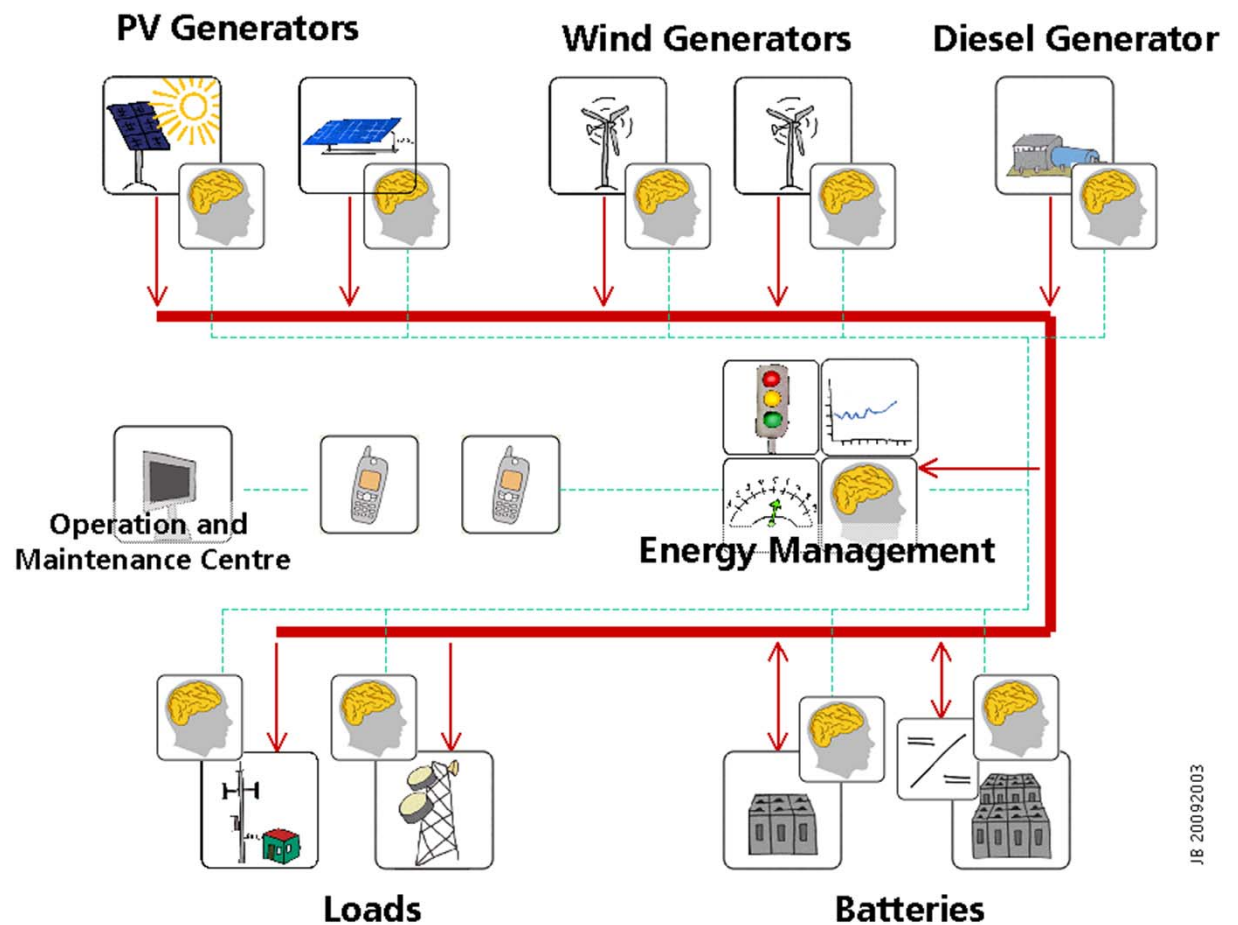 PV Generators
Wind Generators
Diesel Generator
Operation and
Maintenance Centre
Energy Management
Loads
Batteries
JB 20092003